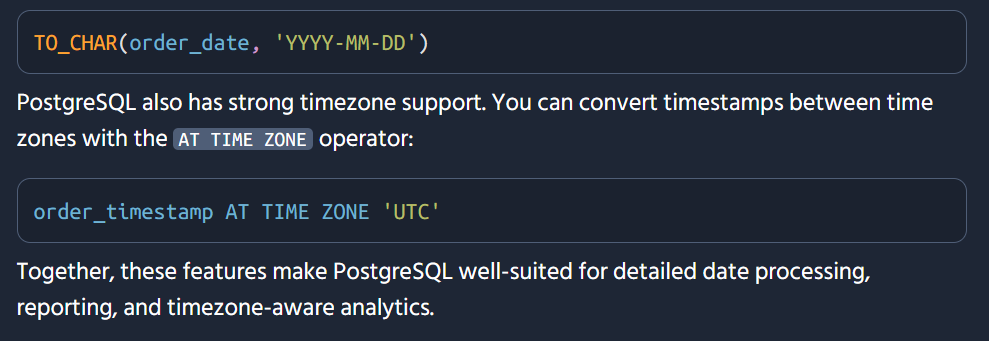 TO_CHAR(order_date, 'YYYY-MM-DD')
PostgreSQL also has strong timezone support. You can convert timestamps between time
zones with the AT TIME ZONE operator:
order_timestamp AT TIME ZONE 'UTC'
Together, these features make PostgreSQL well-suited for detailed date processing,
reporting, and timezone-aware analytics.